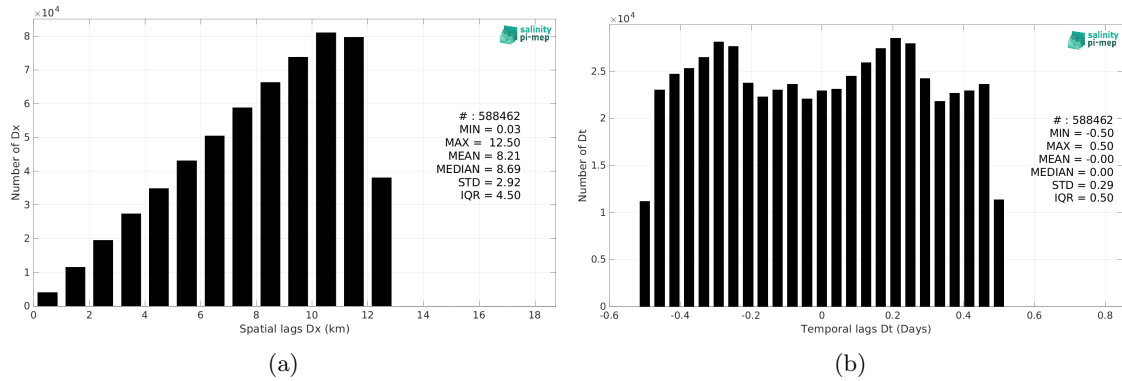 ×10⁴
8
7
6
5
4
3
2
1
0
Number of Dx
0 2 4 6 8 10 12 14 16 18
Spatial lags Dx (km)
salinity
pi-mep
# : 588462
MIN = 0.03
MAX = 12.50
MEAN = 8.21
MEDIAN = 8.69
STD = 2.92
IQR = 4.50
(a)
×10⁴
2.5
2
1.5
1
0.5
0
Number of Dt
-0.6 -0.4 -0.2 0 0.2 0.4 0.6 0.8
Temporal lags Dt (Days)
salinity
pi-mep
# : 588462
MIN = -0.50
MAX = 0.50
MEAN = -0.00
MEDIAN = 0.00
STD = 0.29
IQR = 0.50
(b)